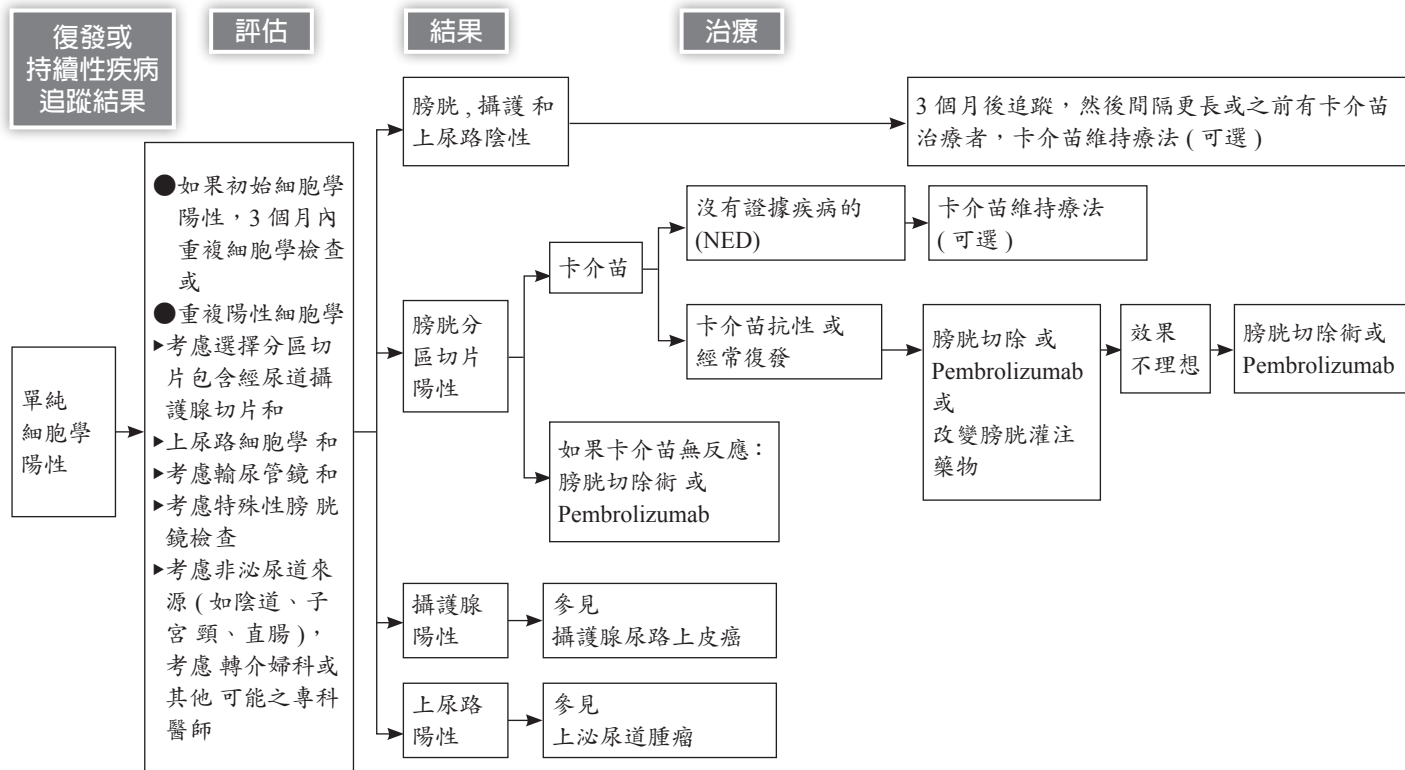 復發或
持續性疾病
追蹤結果
評估
結果
治療
單純
細胞學
陽性
●如果初始細胞學
陽性，3 個月內
重複細胞學檢查
或
●重複陽性細胞學
▶考慮選擇分區切
片包含經尿道攝
護腺切片和
▶上尿路細胞學 和
▶考慮輸尿管鏡 和
▶考慮特殊性膀 胱
鏡檢查
▶考慮非泌尿道來
源 ( 如陰道、子
宮 頸、直腸 )，
考慮 轉介婦科或
其他 可能之專科
醫師
膀胱 , 攝護 和
上尿路陰性
3 個月後追蹤，然後間隔更長或之前有卡介苗
治療者，卡介苗維持療法 ( 可選 )
膀胱分
區切片
陽性
卡介苗
沒有證據疾病的
(NED)
卡介苗維持療法
( 可選 )
卡介苗抗性 或
經常復發
膀胱切除 或
Pembrolizumab
或
改變膀胱灌注
藥物
效果
不理想
膀胱切除術或
Pembrolizumab
如果卡介苗無反應：
膀胱切除術 或
Pembrolizumab
攝護腺
陽性
參見
攝護腺尿路上皮癌
上尿路
陽性
參見
上泌尿道腫瘤